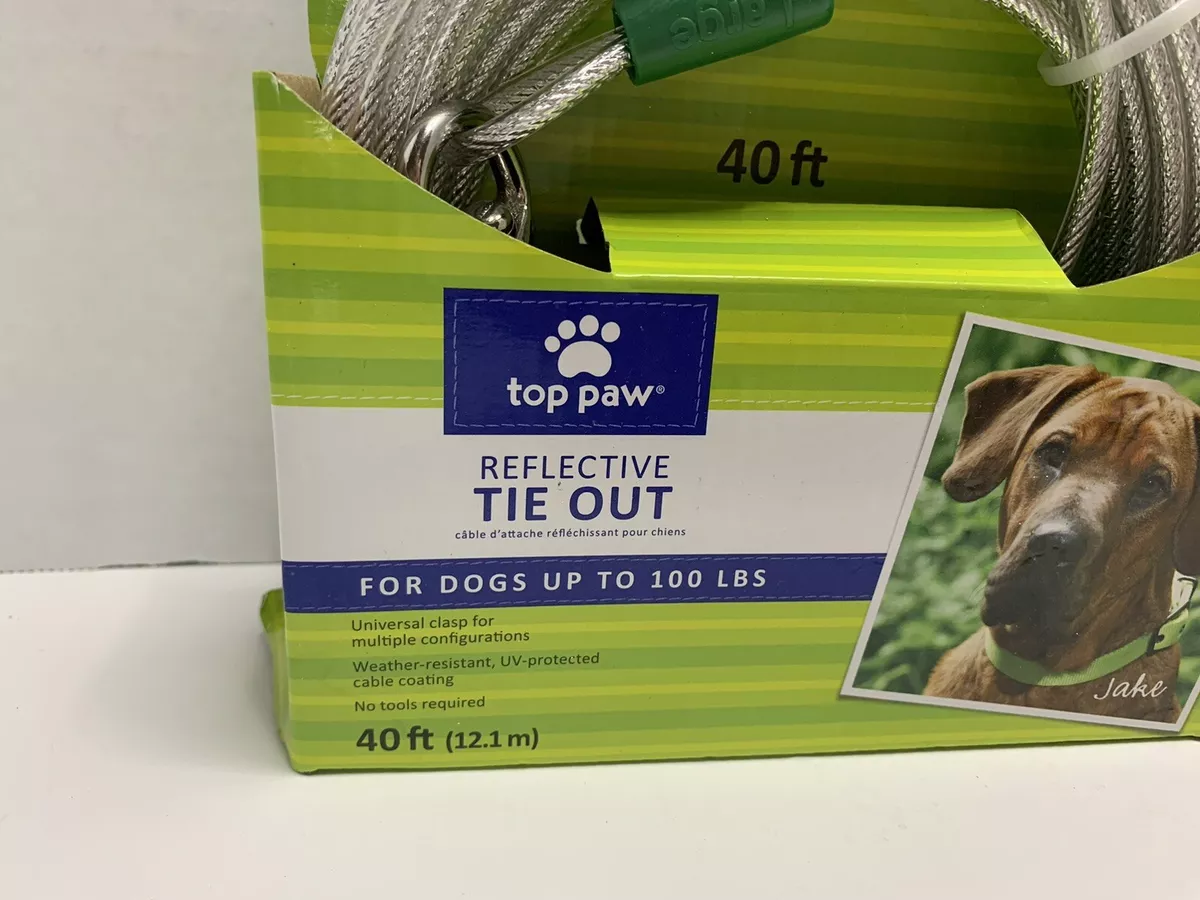 Large
40 ft
top paw®
REFLECTIVE
TIE OUT
câble d'attache réfléchissant pour chiens
FOR DOGS UP TO 100 LBS
Universal clasp for
multiple configurations
Weather-resistant, UV-protected
cable coating
No tools required
40 ft (12.1 m)
Jake